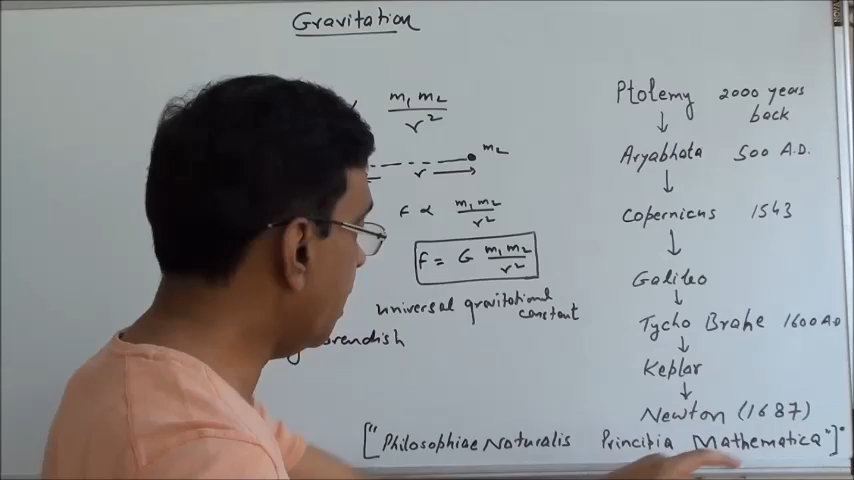 Gravitation
m₁ m₂
r²
m₂
r
F ∝ m₁ m₂
r²
F = G m₁ m₂
r²
universal gravitational
constant
Ptolemy 2000 years
back
↓
Aryabhata 500 A.D.
↓
Copernicus 1543
↓
Galileo
↓
Tycho Brahe 1600 AD
↓
Keplar
↓
Newton (1687)
["Philosophiae Naturalis Principia Mathematica"]"